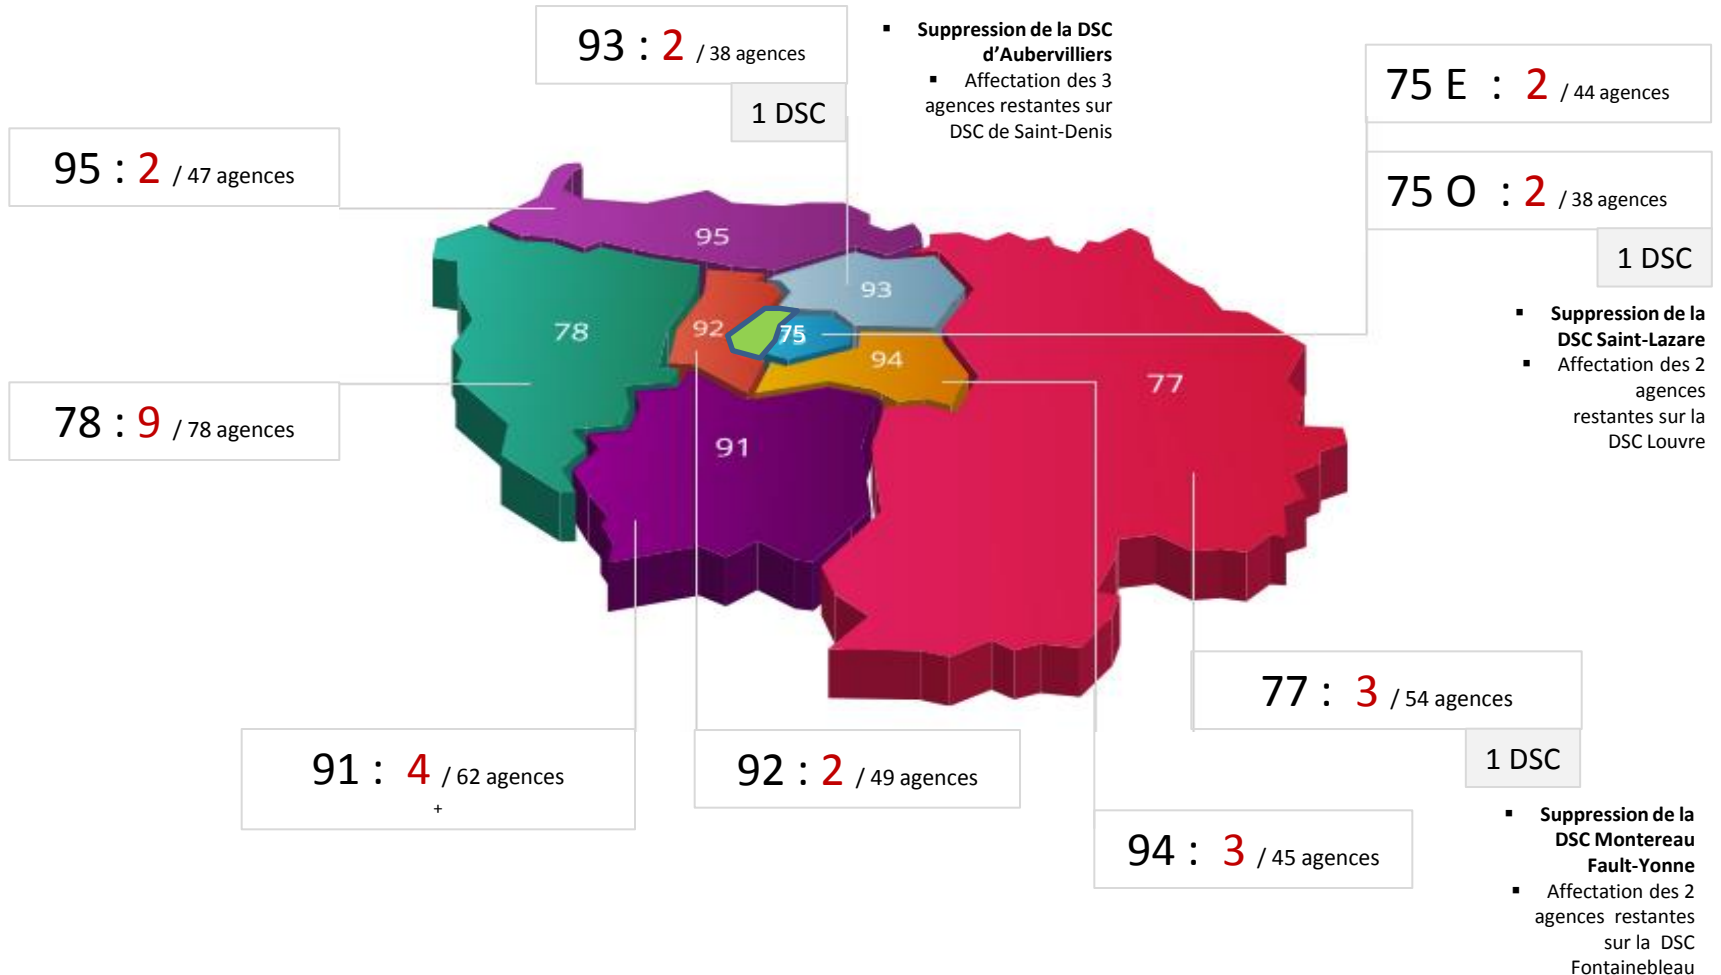 93 : 2 / 38 agences
1 DSC
▪ Suppression de la DSC
d’Aubervilliers
▪ Affectation des 3
agences restantes sur
DSC de Saint-Denis
75 E : 2 / 44 agences
75 O : 2 / 38 agences
1 DSC
▪ Suppression de la
DSC Saint-Lazare
▪ Affectation des 2
agences
restantes sur la
DSC Louvre
95 : 2 / 47 agences
78 : 9 / 78 agences
95
93
78
92
75
94
77
91
91 : 4 / 62 agences
+
92 : 2 / 49 agences
94 : 3 / 45 agences
77 : 3 / 54 agences
1 DSC
▪ Suppression de la
DSC Montereau
Fault-Yonne
▪ Affectation des 2
agences restantes
sur la DSC
Fontainebleau